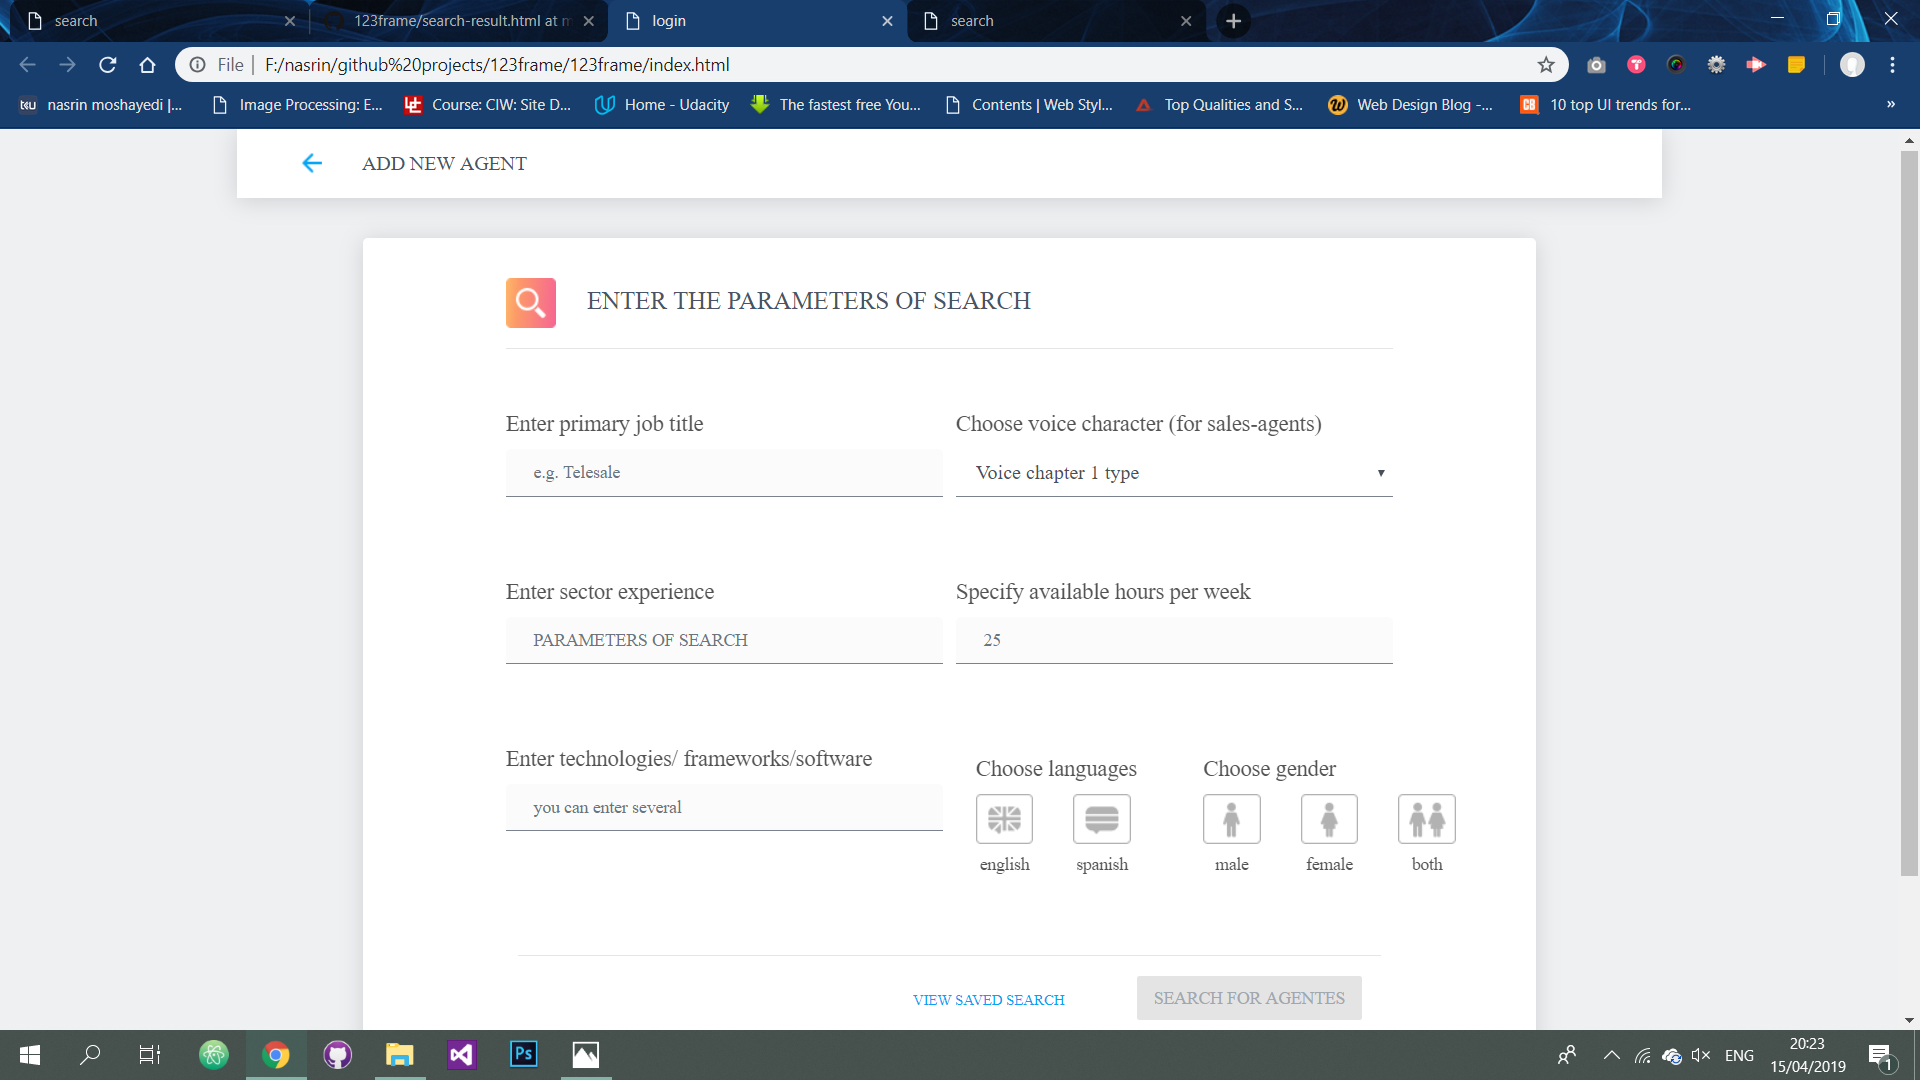 search
123frame/search-result.html at m
login
search
File | F:/nasrin/github%20projects/123frame/123frame/index.html
nasrin moshayedi |...
Image Processing: E...
Course: CIW: Site D...
Home - Udacity
The fastest free You...
Contents | Web Styl...
Top Qualities and S...
Web Design Blog -...
10 top UI trends for...
»
ADD NEW AGENT
ENTER THE PARAMETERS OF SEARCH
Enter primary job title
Choose voice character (for sales-agents)
e.g. Telesale
Voice chapter 1 type
Enter sector experience
Specify available hours per week
PARAMETERS OF SEARCH
25
Enter technologies/ frameworks/software
Choose languages
Choose gender
you can enter several
english
spanish
male
female
both
VIEW SAVED SEARCH
SEARCH FOR AGENTES
Ps
ENG
20:23
15/04/2019
1